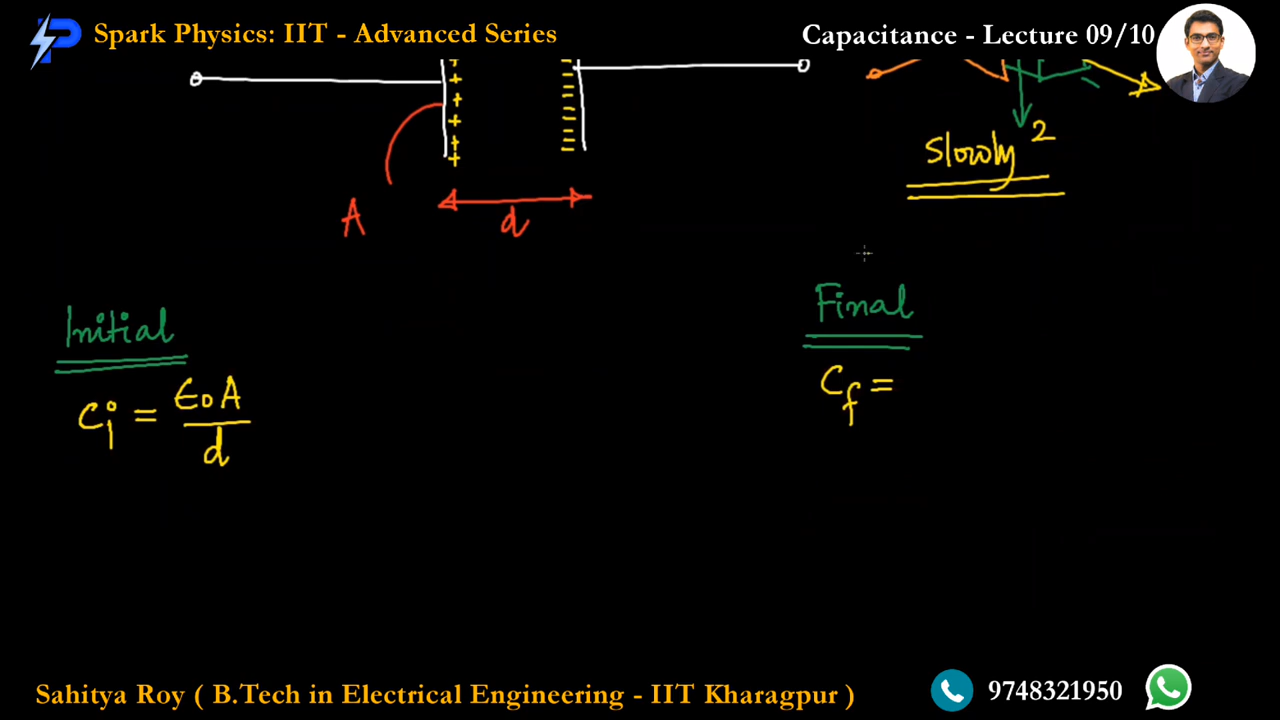 Spark Physics: IIT - Advanced Series
Capacitance - Lecture 09/10
+
+
+
+
+
+
Slowly 2
A
d
Initial
Final
Ci = ϵ0A/d
Cf =
Sahitya Roy ( B.Tech in Electrical Engineering - IIT Kharagpur )
9748321950